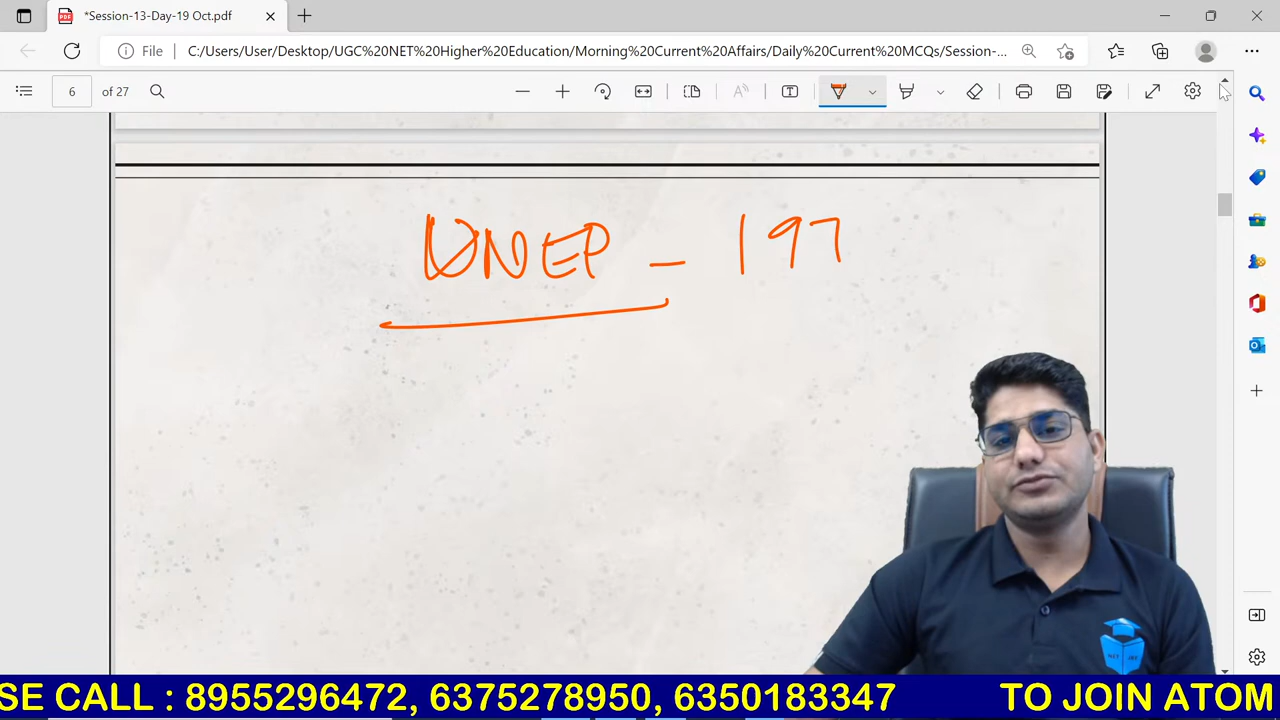 *Session-13-Day-19 Oct.pdf
File C:/Users/User/Desktop/UGC%20NET%20Higher%20Education/Morning%20Current%20Affairs/Daily%20Current%20MCQs/Session-...
6 of 27
UNEP - 197
SE CALL : 8955296472, 6375278950, 6350183347 TO JOIN ATOM